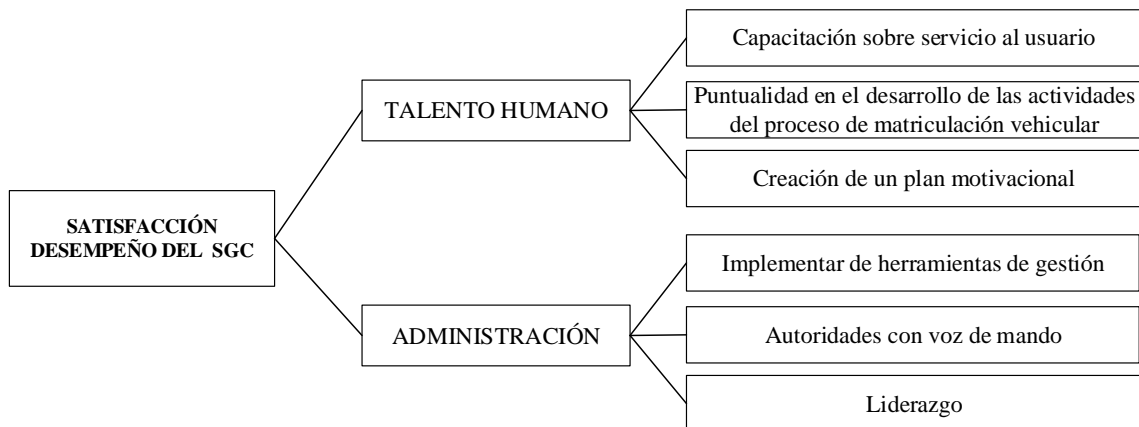 SATISFACCIÓN
DESEMPEÑO DEL SGC
TALENTO HUMANO
Capacitación sobre servicio al usuario
Puntualidad en el desarrollo de las actividades
del proceso de matriculación vehicular
Creación de un plan motivacional
ADMINISTRACIÓN
Implementar de herramientas de gestión
Autoridades con voz de mando
Liderazgo